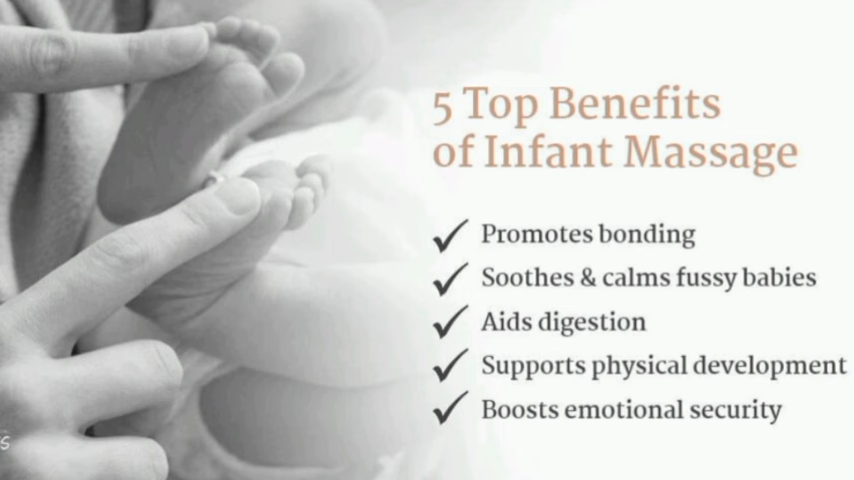 5 Top Benefits
of Infant Massage
Promotes bonding
Soothes & calms fussy babies
Aids digestion
Supports physical development
Boosts emotional security